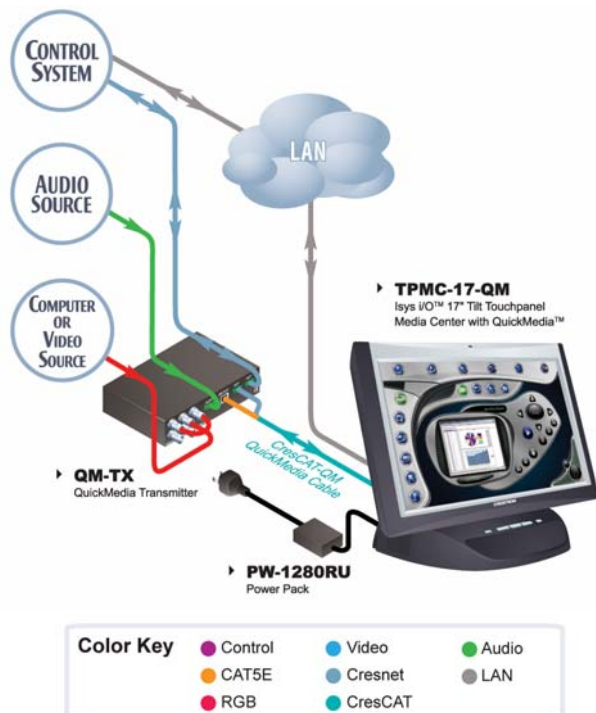 CONTROL
SYSTEM
LAN
AUDIO
SOURCE
COMPUTER
OR
VIDEO
SOURCE
TPMC-17-QM
Isys i/O™ 17" Tilt Touchpanel
Media Center with QuickMedia™
CresCAT-QM
QuickMedia Cable
QM-TX
QuickMedia Transmitter
PW-1280RU
Power Pack
Color Key
Control
Video
Audio
CAT5E
Cresnet
LAN
RGB
CresCAT